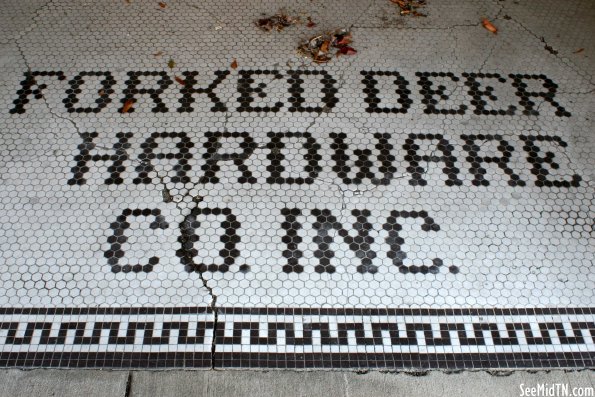 FORKED DEER
HARDWARE
CO. INC.
SeeMidTN.com